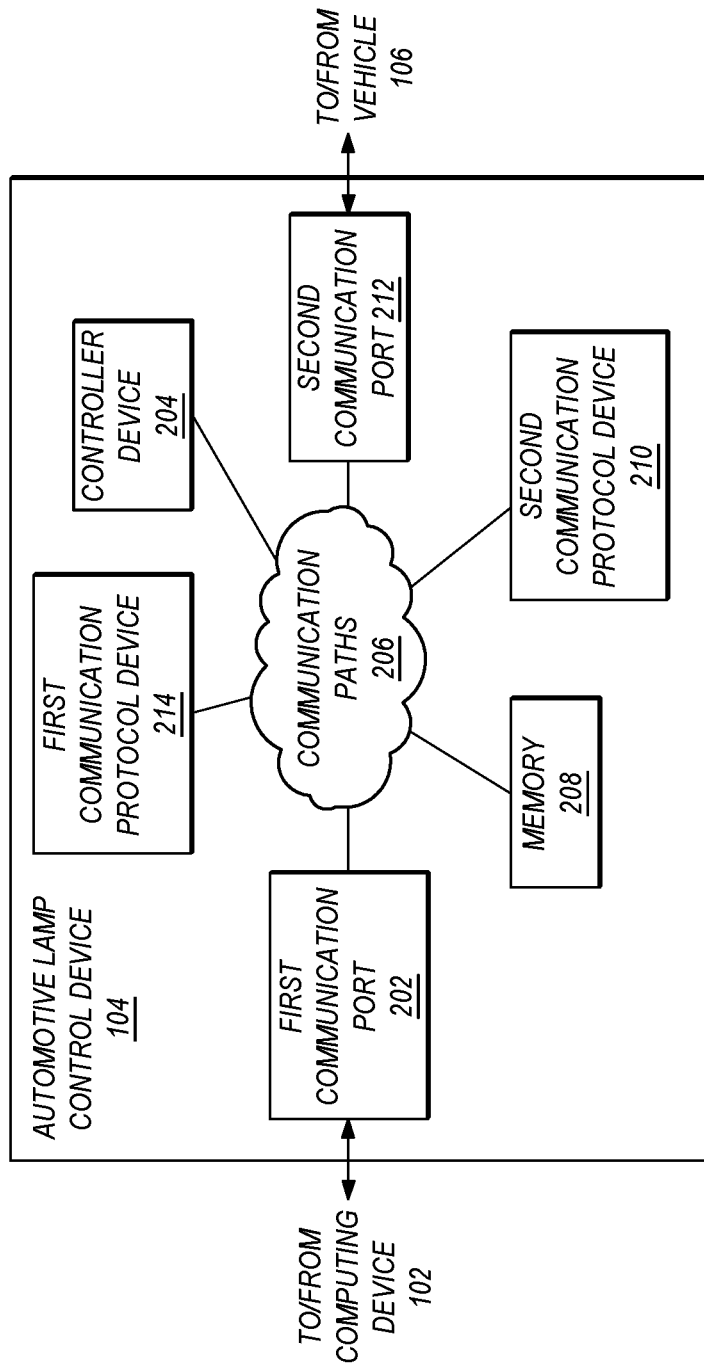 AUTOMOTIVE LAMP
CONTROL DEVICE
104
FIRST
COMMUNICATION
PROTOCOL DEVICE
214
CONTROLLER
DEVICE
204
TO/FROM
COMPUTING
DEVICE
102
FIRST
COMMUNICATION
PORT
202
COMMUNICATION
PATHS
206
SECOND
COMMUNICATION
PORT 212
TO/FROM
VEHICLE
106
MEMORY
208
SECOND
COMMUNICATION
PROTOCOL DEVICE
210